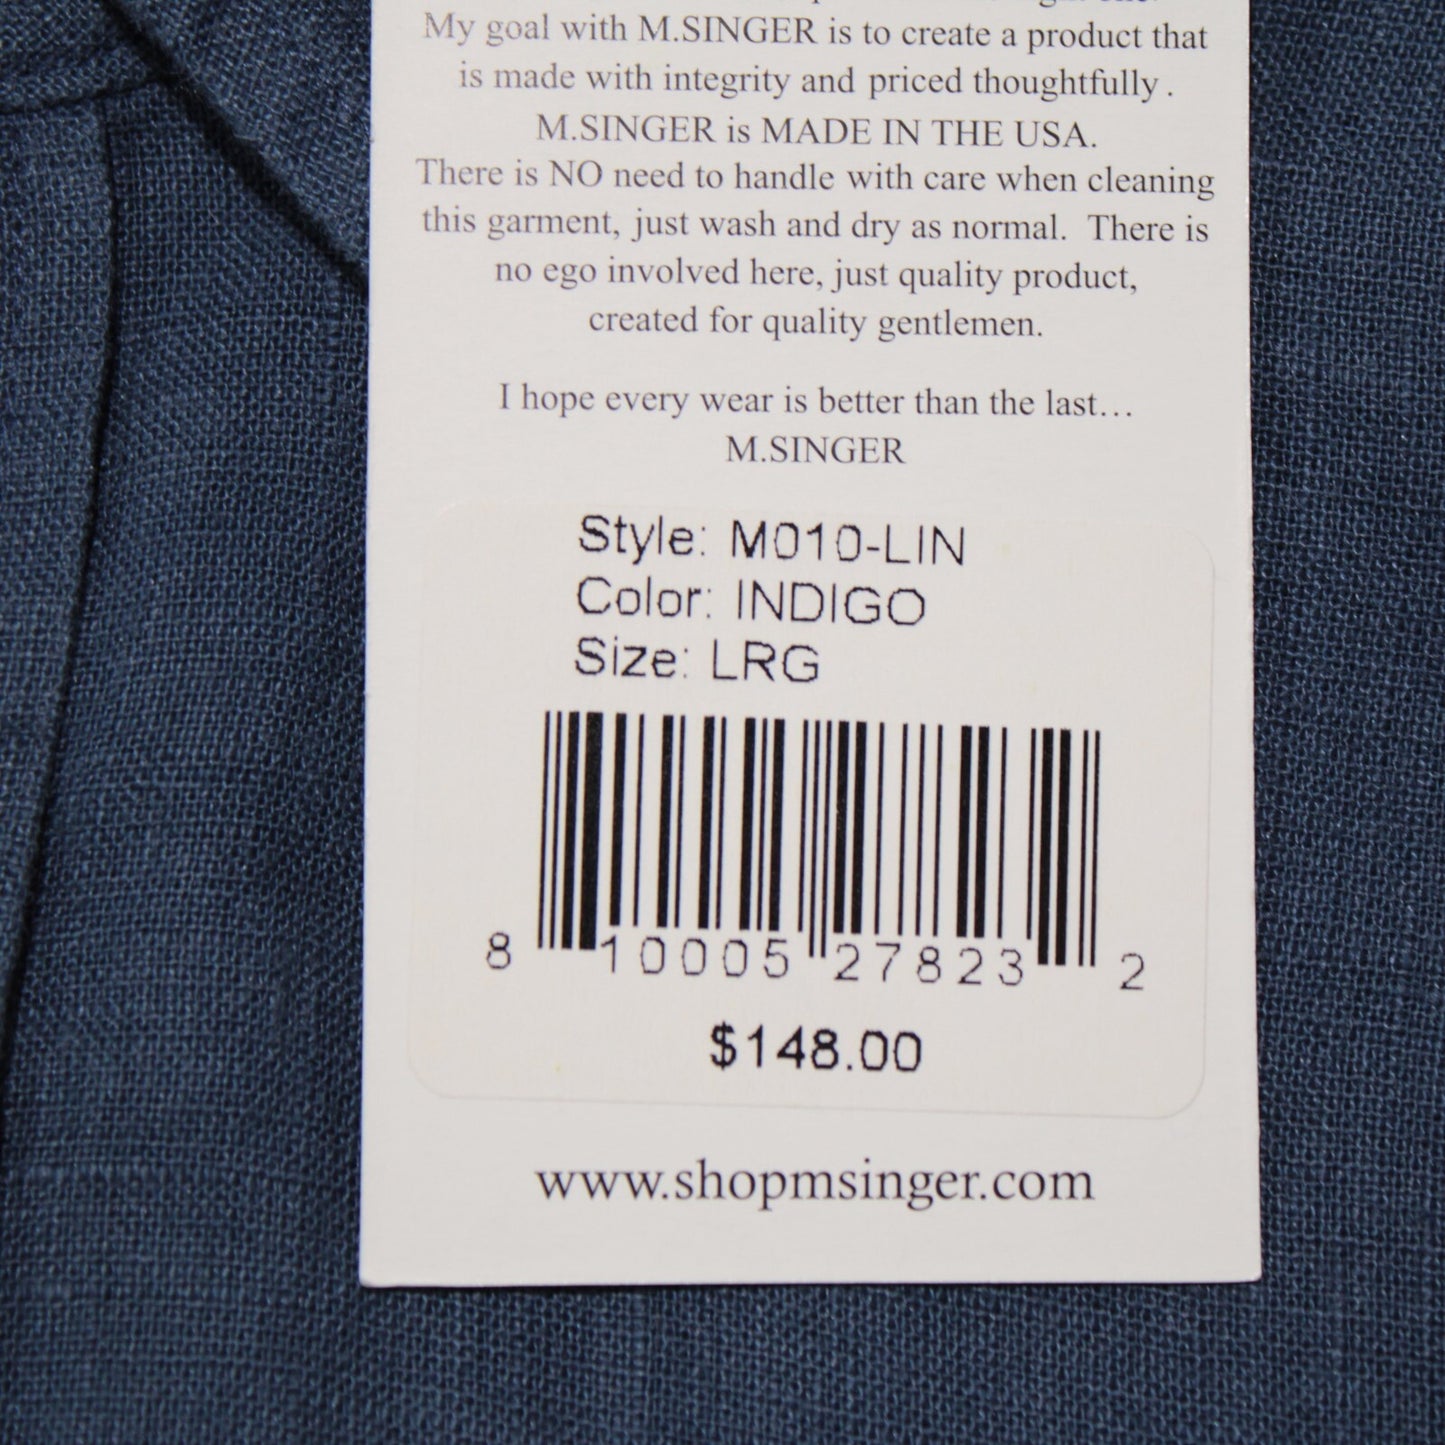 My goal with M.SINGER is to create a product that
is made with integrity and priced thoughtfully .
M.SINGER is MADE IN THE USA.
There is NO need to handle with care when cleaning
this garment, just wash and dry as normal. There is
no ego involved here, just quality product,
created for quality gentlemen.
I hope every wear is better than the last...
M.SINGER
Style: M010-LIN
Color: INDIGO
Size: LRG
8 10005 27823 2
$148.00
www.shopmsinger.com